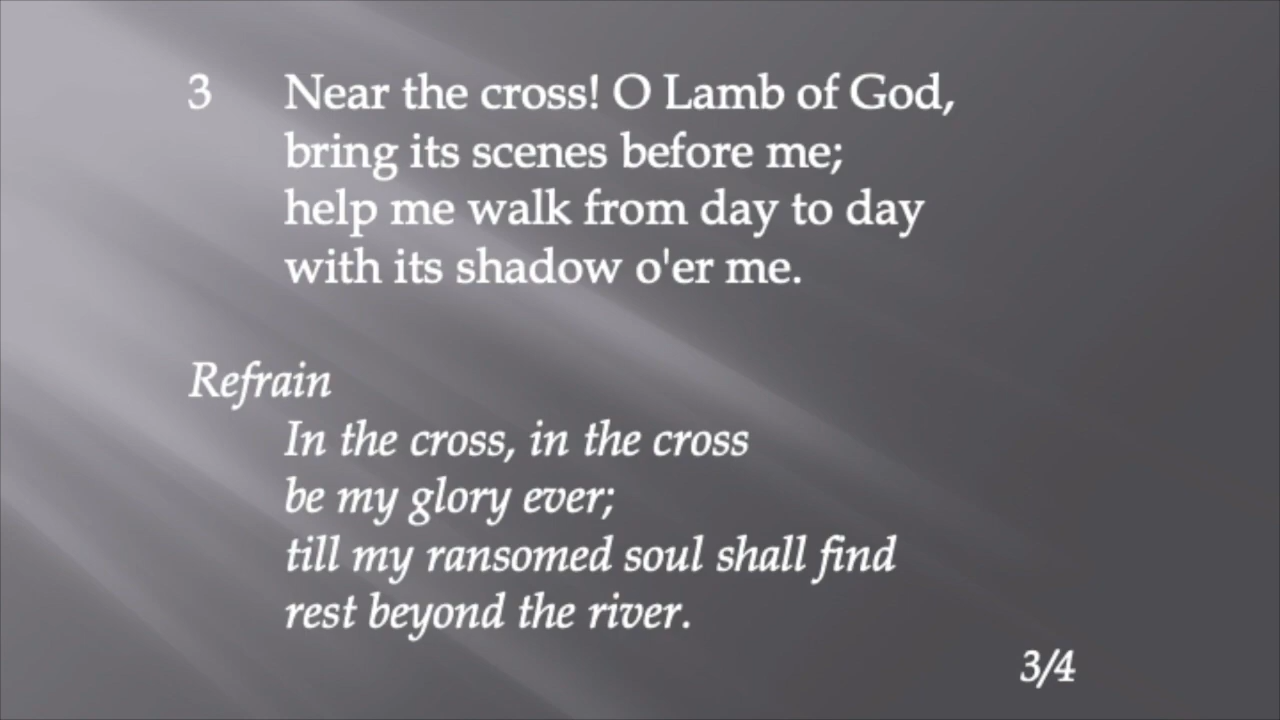 3 Near the cross! O Lamb of God,
bring its scenes before me;
help me walk from day to day
with its shadow o'er me.
Refrain
In the cross, in the cross
be my glory ever;
till my ransomed soul shall find
rest beyond the river.
3/4